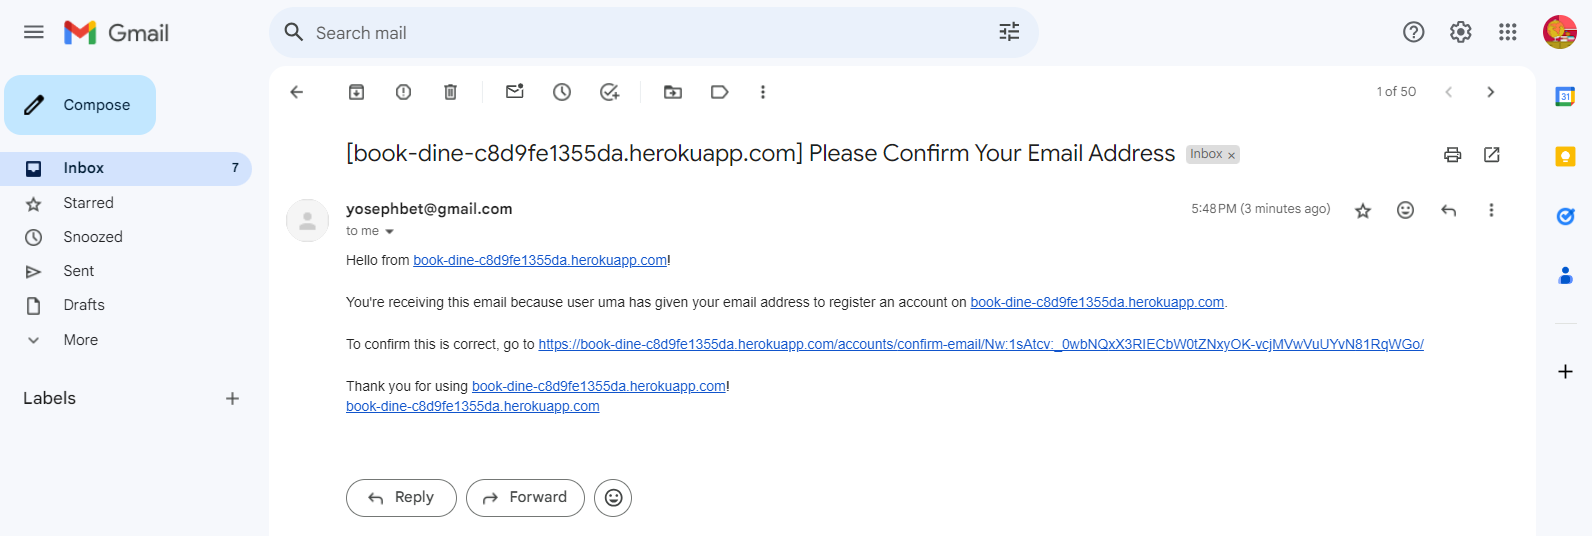 Gmail
Search mail
Compose
1 of 50
Inbox 7
Starred
Snoozed
Sent
Drafts
More
Labels
[book-dine-c8d9fe1355da.herokuapp.com] Please Confirm Your Email Address Inbox x
yosephbet@gmail.com 5:48 PM (3 minutes ago)
to me
Hello from book-dine-c8d9fe1355da.herokuapp.com!
You're receiving this email because user uma has given your email address to register an account on book-dine-c8d9fe1355da.herokuapp.com.
To confirm this is correct, go to https://book-dine-c8d9fe1355da.herokuapp.com/accounts/confirm-email/Nw:1sAtcv:_0wbNQxX3RIECbW0tZNxyOK-vcjMVwVuUYvN81RqWGo/
Thank you for using book-dine-c8d9fe1355da.herokuapp.com!
book-dine-c8d9fe1355da.herokuapp.com
Reply
Forward
31